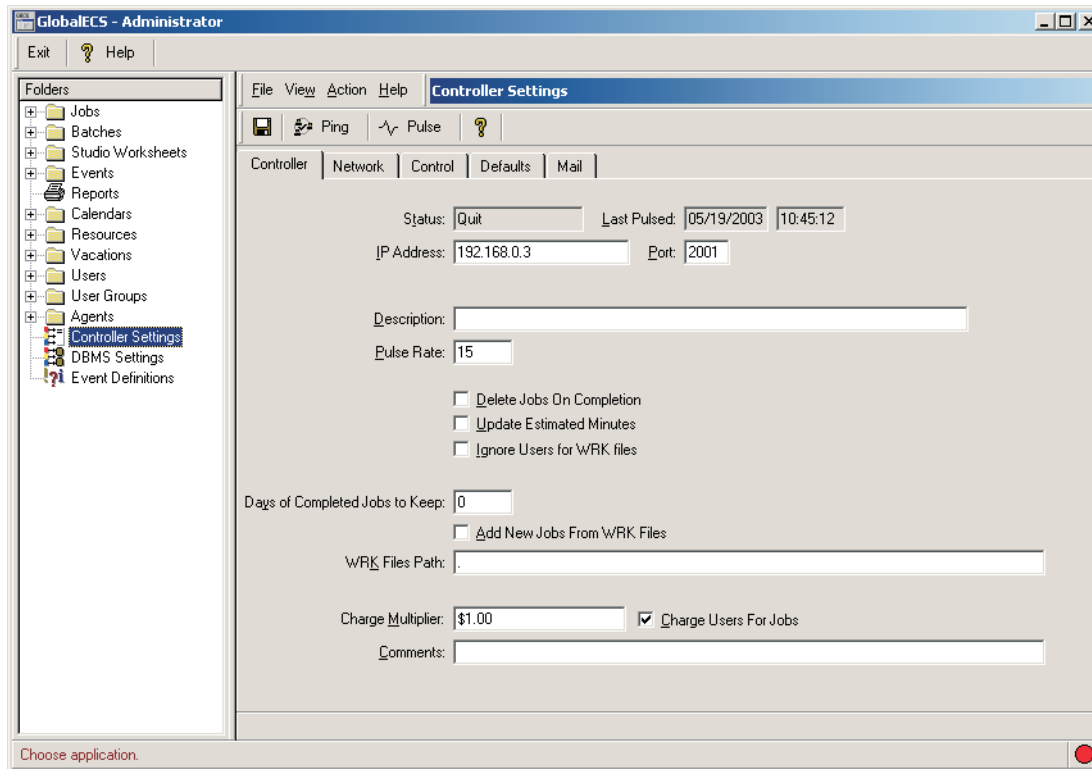 GlobalECS - Administrator
Exit ? Help
Folders
Jobs
Batches
Studio Worksheets
Events
Reports
Calendars
Resources
Vacations
Users
User Groups
Agents
Controller Settings
DBMS Settings
Event Definitions
File View Action Help Controller Settings
Ping Pulse ?
Controller Network Control Defaults Mail
Status: Quit Last Pulsed: 05/19/2003 10:45:12
IP Address: 192.168.0.3 Port: 2001
Description:
Pulse Rate: 15
Delete Jobs On Completion
Update Estimated Minutes
Ignore Users for WRK files
Days of Completed Jobs to Keep: 0
Add New Jobs From WRK Files
WRK Files Path: .
Charge Multiplier: $1.00 Charge Users For Jobs
Comments:
Choose application.